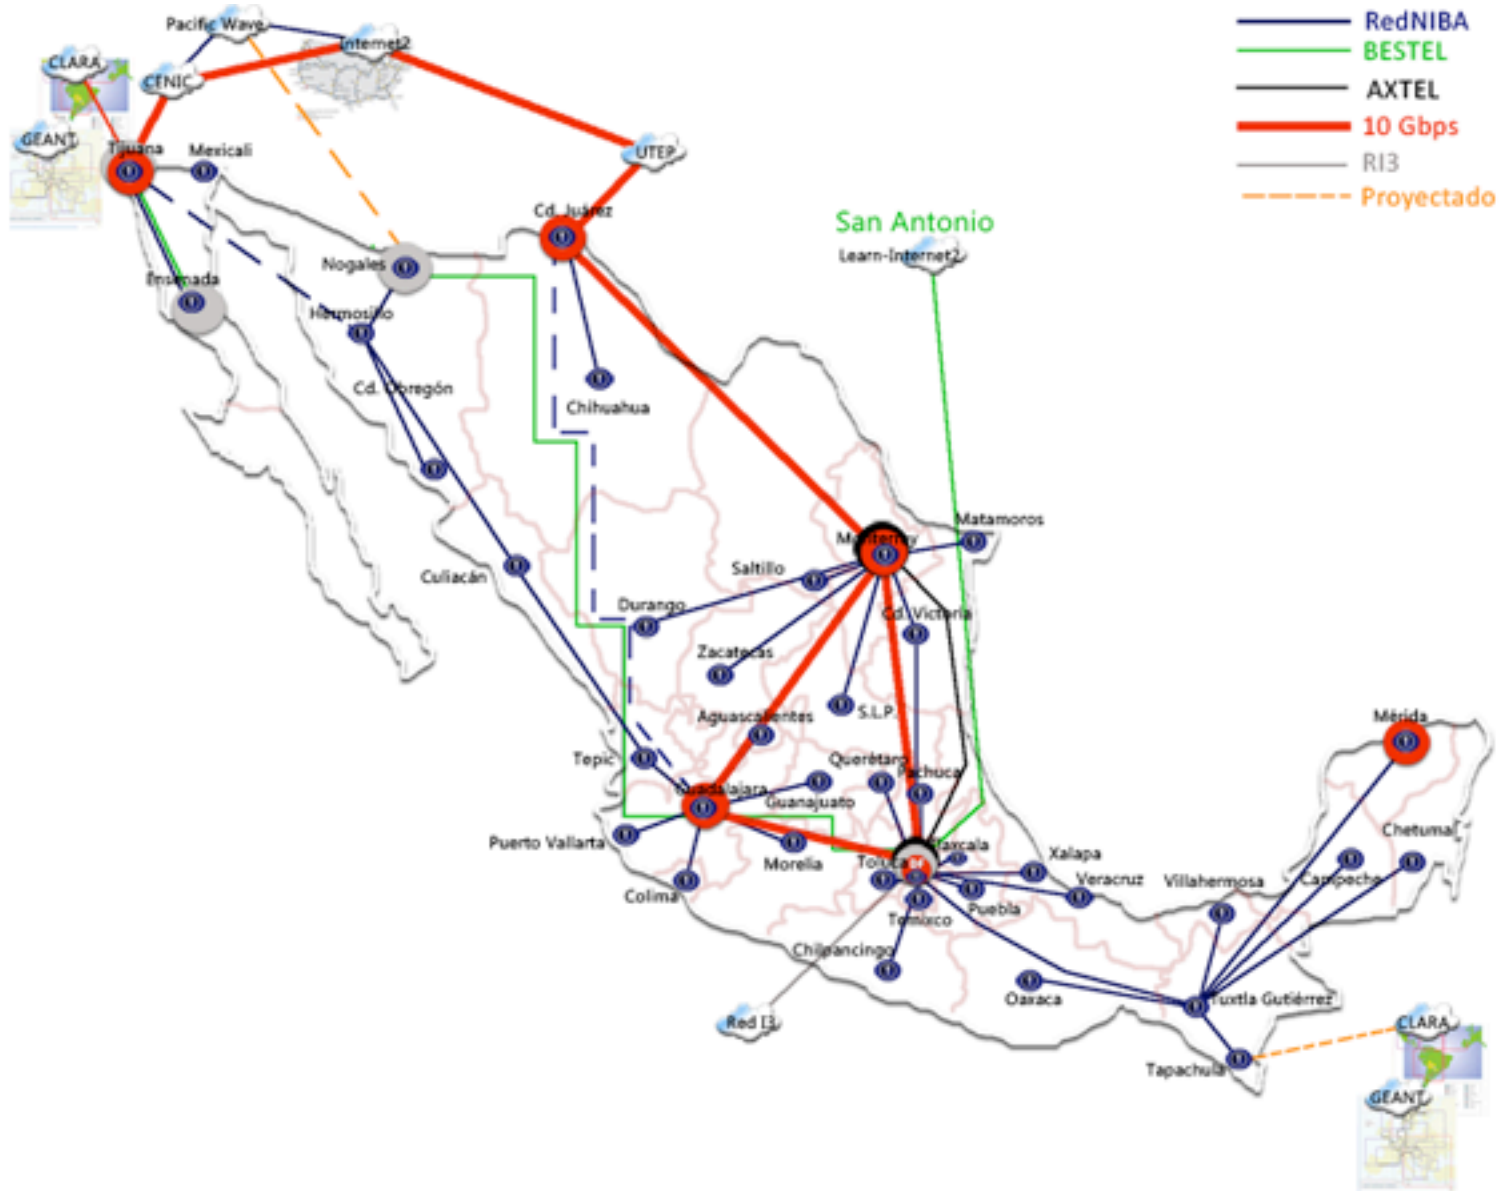 Pacific Wave
Internet2
CLARA
CENIC
GEANT
Tijuana
Mexicali
UTEP
Cd. Juárez
Nogales
Ensenada
Hermosillo
Cd. Obregón
Chihuahua
San Antonio
Learn-Internet2
RedNIBA
BESTEL
AXTEL
10 Gbps
RI3
Proyectado
Matamoros
Monterrey
Saltillo
Culiacán
Durango
Cd. Victoria
Zacatecas
S.L.P.
Aguascalientes
Mérida
Tepic
Querétaro
Pachuca
Guadalajara
Guanajuato
Puerto Vallarta
Morelia
Toluca
Tlaxcala
Xalapa
Chetumal
Campeche
Colima
Veracruz
Villahermosa
Puebla
Temixco
Chilpancingo
Oaxaca
Tuxtla Gutiérrez
Red I3
CLARA
Tapachula
GEANT